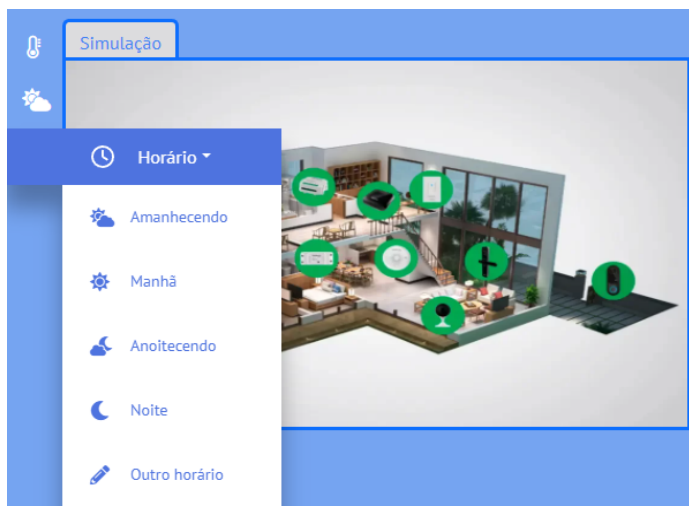 Simulação
Horário
Amanhecendo
Manhã
Anoitecendo
Noite
Outro horário